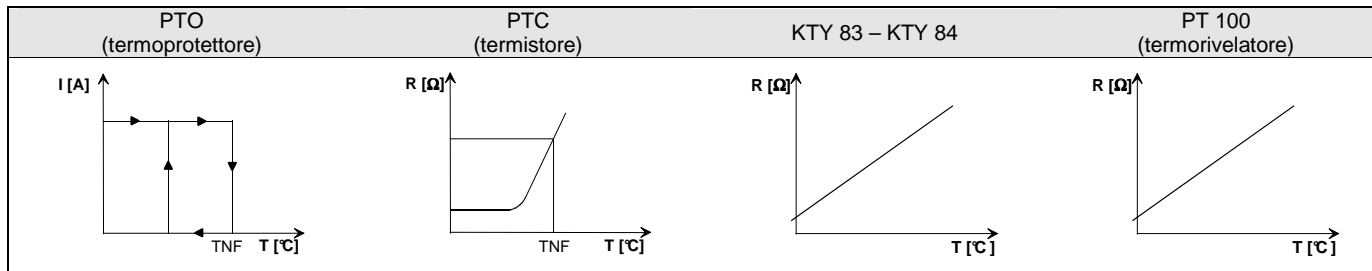 PTO
(termoprotettore)
PTC
(termistore)
KTY 83 – KTY 84
PT 100
(termorivelatore)
I [A]
TNF
T [°C]
R [Ω]
TNF
T [°C]
R [Ω]
T [°C]
R [Ω]
T [°C]